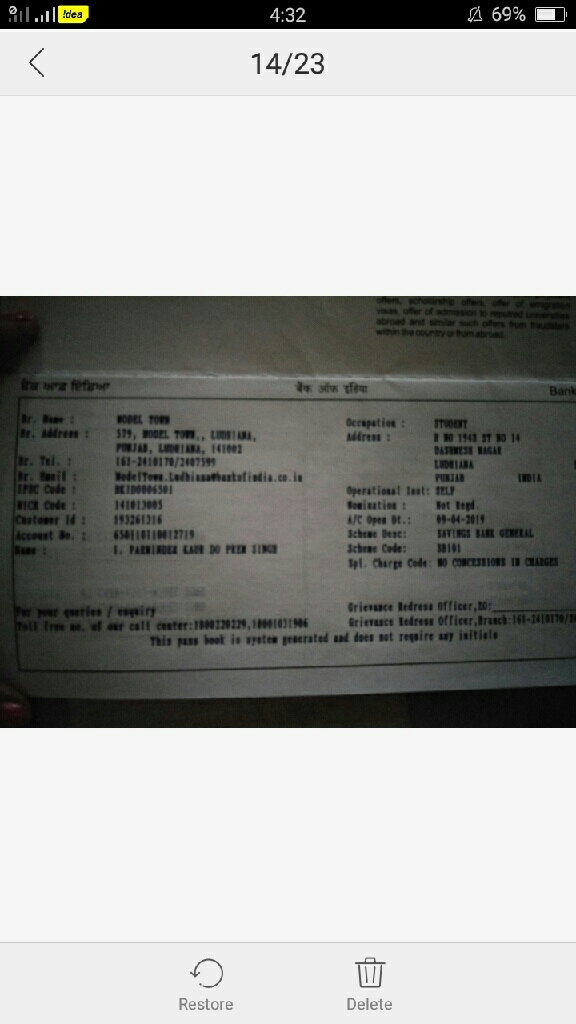 idea 4:32 69%
14/23
offers, scholarship offers, offer of emigration
visas, offer of admission to reputed universities
abroad and similar such offers from fraudsters
within the country or from abroad.
ਬੈਂਕ ਆਫ਼ ਇੰਡੀਆ बैंक ऑफ इंडिया Bank
Br. Name : MODEL TOWN
Br. Address : 579, MODEL TOWN,, LUDHIANA,
PUNJAB, LUDHIANA, 141002
Br. Tel. : 161-2410178/2407599
Br. Email : ModelTown.Ludhiana@bankofindia.co.in
IFSC Code : BKID0006501
MICR Code : 141013005
Customer Id : 193261316
Account No. : 650110110012719
Name : 1. PARMINDER KAUR DO PREM SINGH
Occupation : STUDENT
Address : H NO 1943 ST NO 14
DASHMESH NAGAR
LUDHIANA
PUNJAB INDIA
Operational Inst: SELF
Nomination : Not Regd.
A/C Open Dt.: 09-04-2019
Scheme Desc: SAVINGS BANK GENERAL
Scheme Code: SB101
Spl. Charge Code: NO CONCESSIONS IN CHARGES
For your queries / enquiry
Toll free no. of our call center:1800220229,18001031906
Grievance Redress Officer,ZO:
Grievance Redress Officer,Branch:161-2410178/
This pass book is system generated and does not require any initials
Restore Delete